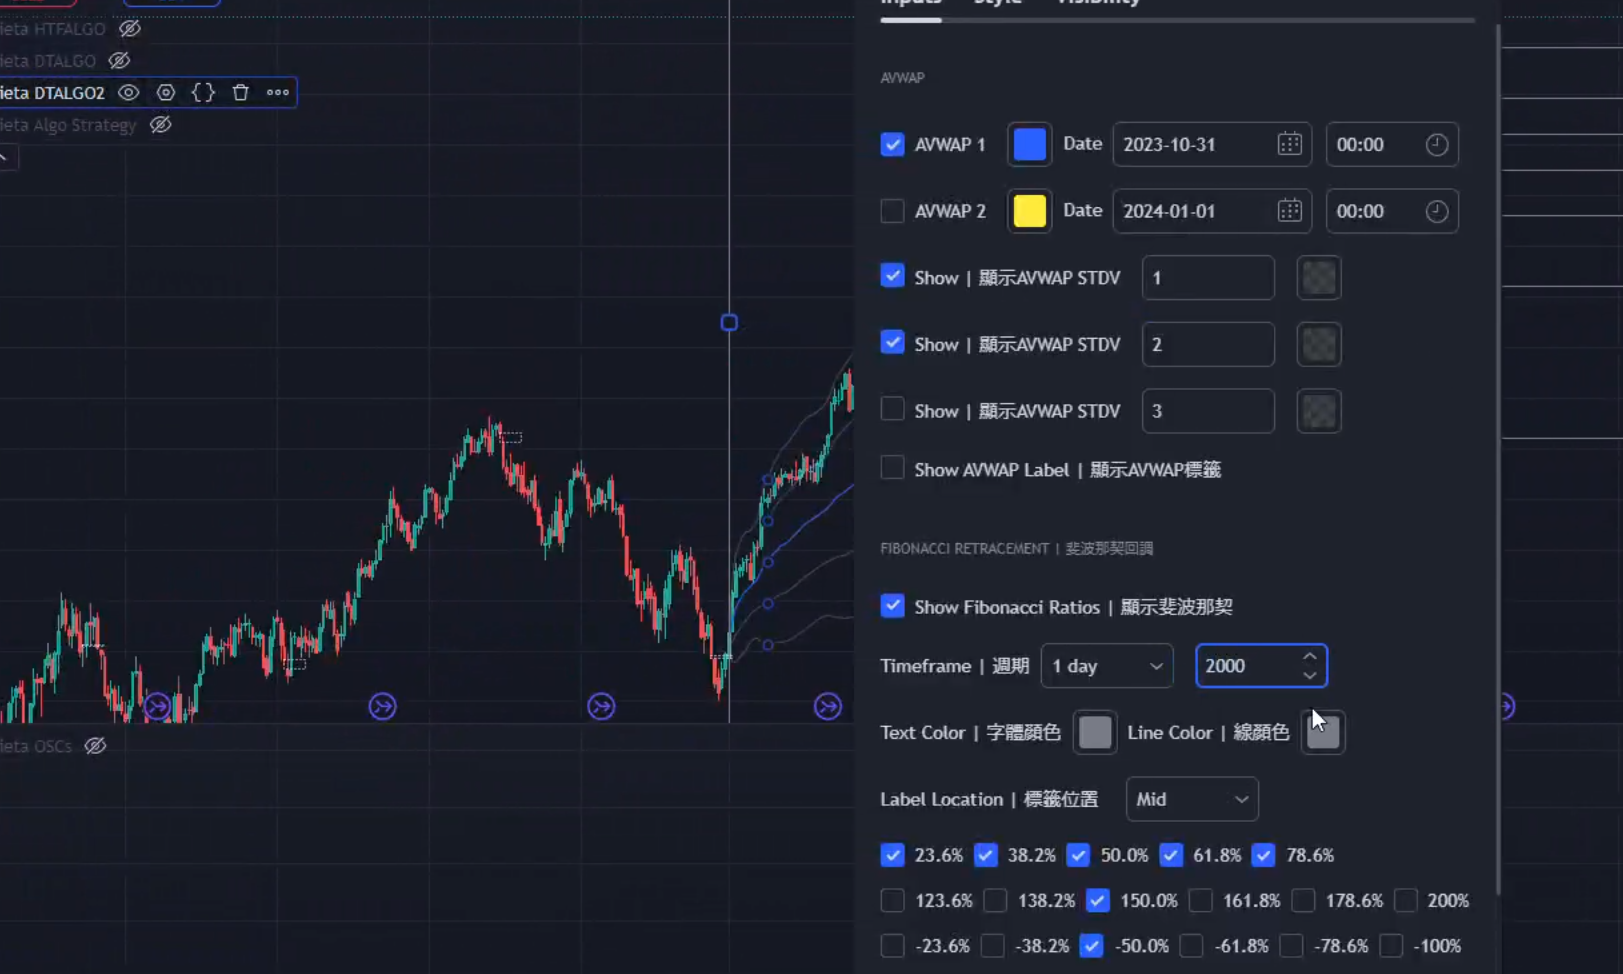 Inputs Style Visibility
ieta HTFALGO
ieta DTALGO
ieta DTALGO2
ieta Algo Strategy
ieta OSCs
AVWAP
AVWAP 1 Date 2023-10-31 00:00
AVWAP 2 Date 2024-01-01 00:00
Show | 顯示AVWAP STDV 1
Show | 顯示AVWAP STDV 2
Show | 顯示AVWAP STDV 3
Show AVWAP Label | 顯示AVWAP標籤
FIBONACCI RETRACEMENT | 斐波那契回調
Show Fibonacci Ratios | 顯示斐波那契
Timeframe | 週期 1 day 2000
Text Color | 字體顏色 Line Color | 線顏色
Label Location | 標籤位置 Mid
23.6% 38.2% 50.0% 61.8% 78.6%
123.6% 138.2% 150.0% 161.8% 178.6% 200%
-23.6% -38.2% -50.0% -61.8% -78.6% -100%